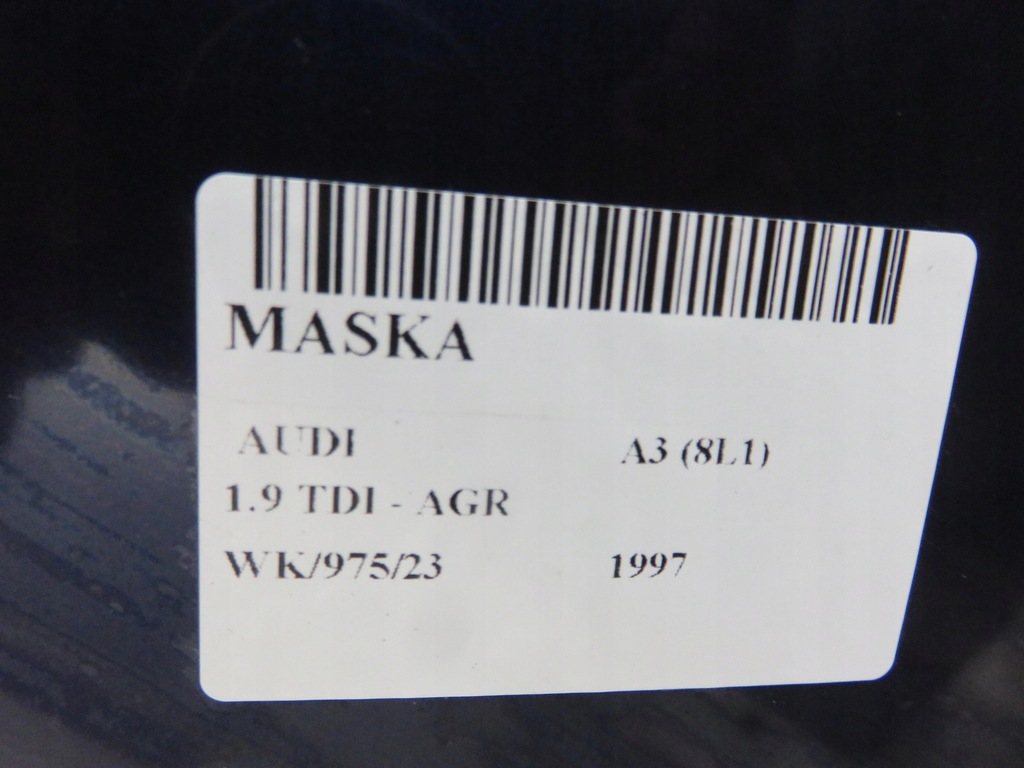 MASKA
AUDI A3 (8L1)
1.9 TDI - AGR
WK/975/23 1997